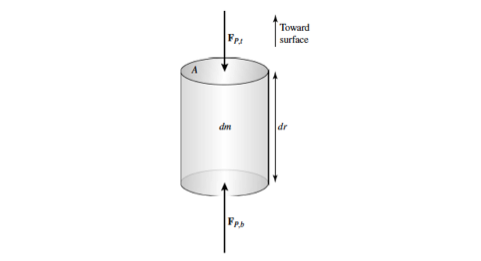 F_P,t
Toward
surface
A
dm
dr
F_P,b